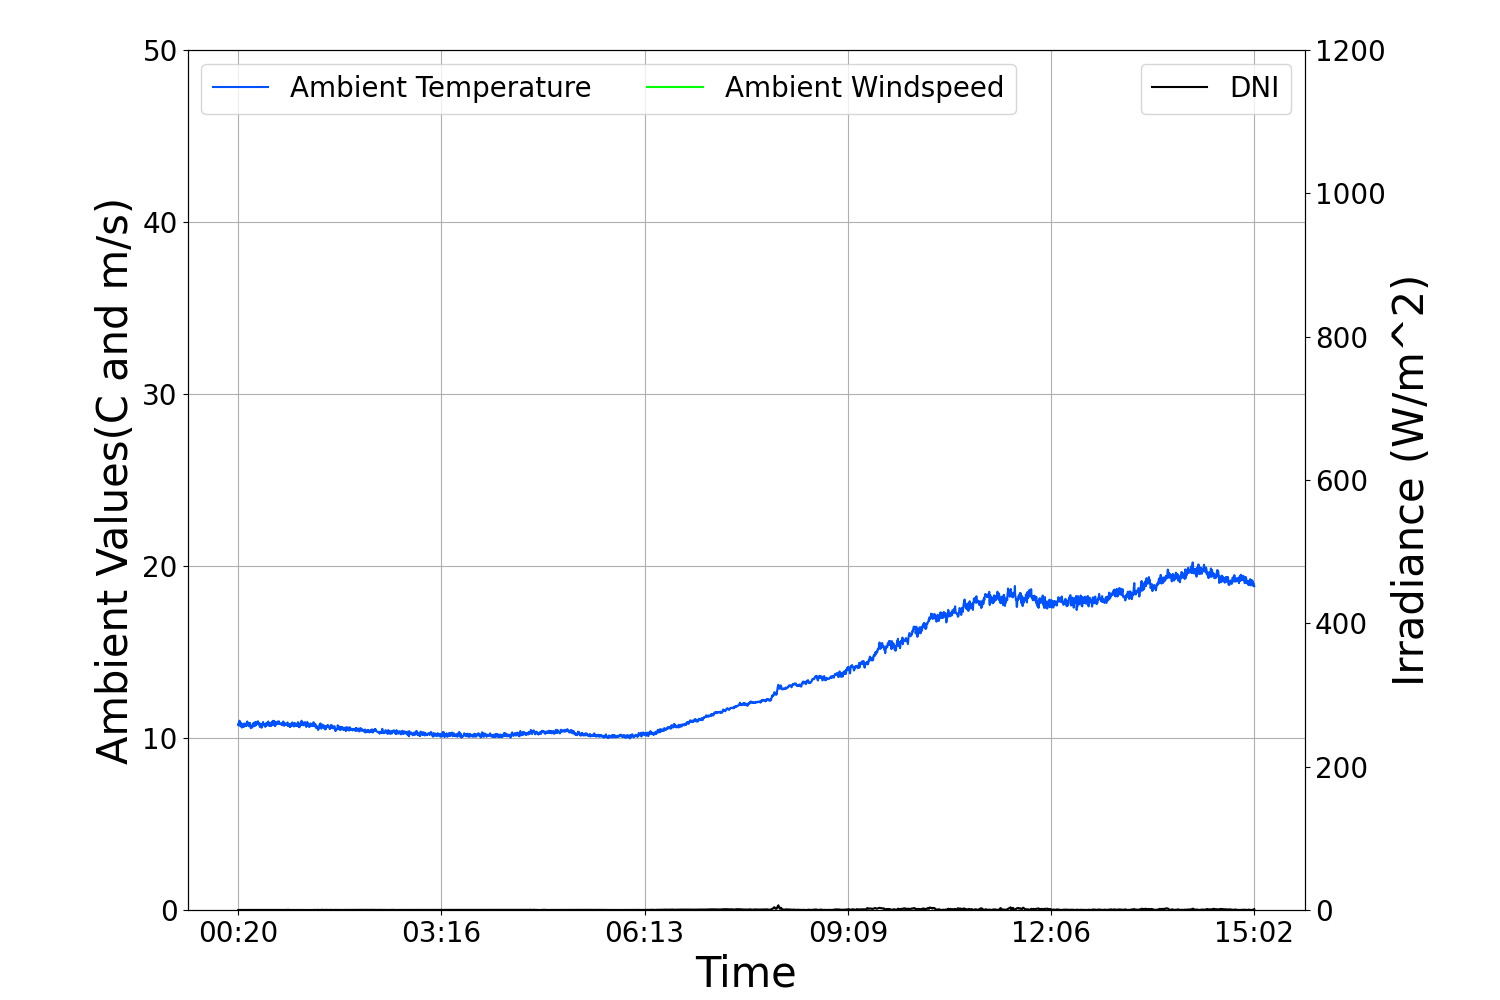 Ambient Temperature Ambient Windspeed DNI
50
40
30
20
10
0
Ambient Values(C and m/s)
1200
1000
800
600
400
200
0
Irradiance (W/m^2)
00:20 03:16 06:13 09:09 12:06 15:02
Time